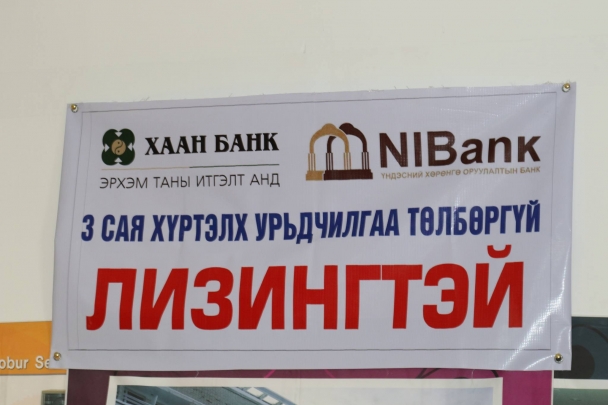 ХААН БАНК
ЭРХЭМ ТАНЫ ИТГЭЛТ АНД
NIBank
ҮНДЭСНИЙ ХӨРӨНГӨ ОРУУЛАЛТЫН БАНК
3 САЯ ХҮРТЭЛХ УРЬДЧИЛГАА ТӨЛБӨРГҮЙ
ЛИЗИНГТЭЙ